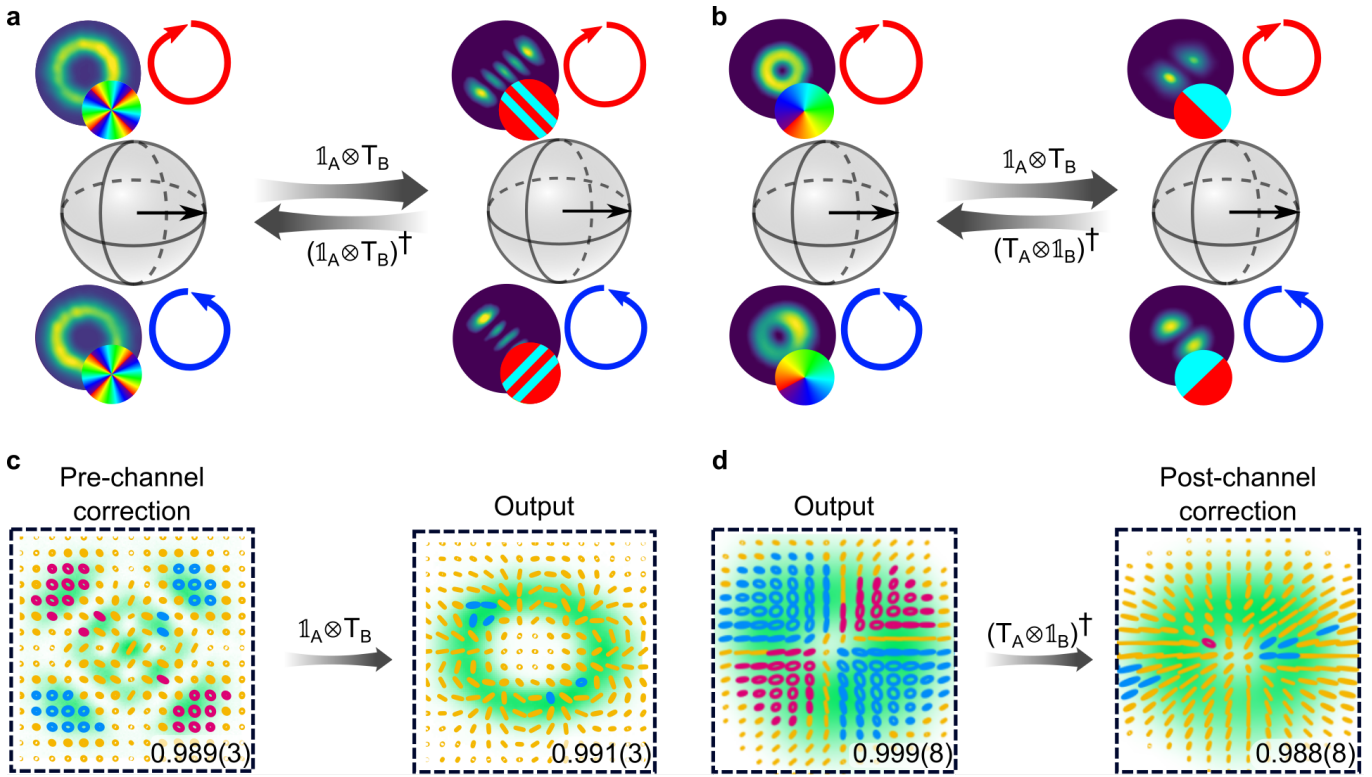 a
𝟙A⊗TB
(𝟙A⊗TB)†
b
𝟙A⊗TB
(TA⊗𝟙B)†
c
Pre-channel
correction
Output
𝟙A⊗TB
0.989(3)
0.991(3)
d
Output
Post-channel
correction
(TA⊗𝟙B)†
0.999(8)
0.988(8)